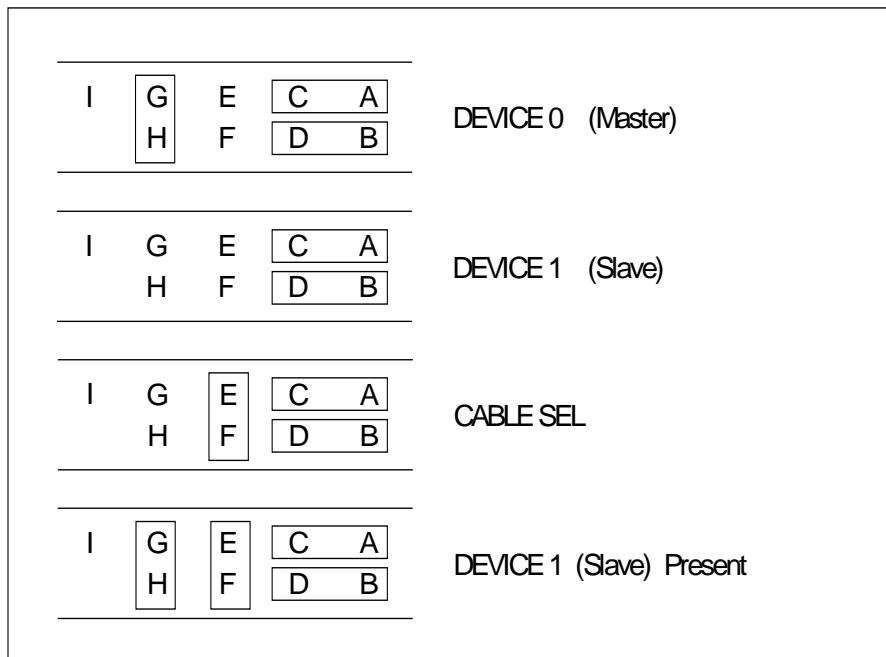 I G E C A
H F D B
DEVICE 0 (Master)
I G E C A
H F D B
DEVICE 1 (Slave)
I G E C A
H F D B
CABLE SEL
I G E C A
H F D B
DEVICE 1 (Slave) Present